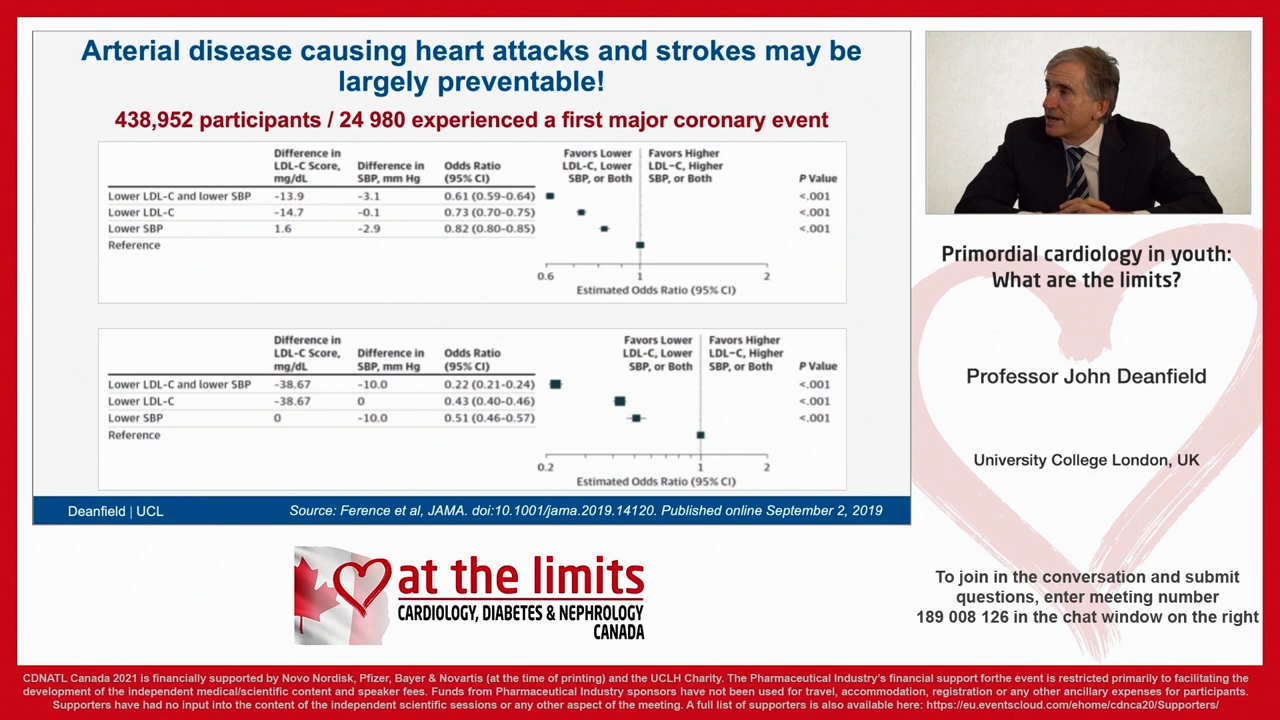 Arterial disease causing heart attacks and strokes may be
largely preventable!
438,952 participants / 24 980 experienced a first major coronary event
Difference in LDL-C Score, mg/dL Difference in SBP, mm Hg Odds Ratio (95% CI) Favors Lower LDL-C, Lower SBP, or Both Favors Higher LDL-C, Higher SBP, or Both P Value
Lower LDL-C and lower SBP -13.9 -3.1 0.61 (0.59-0.64) <.001
Lower LDL-C -14.7 -0.1 0.73 (0.70-0.75) <.001
Lower SBP 1.6 -2.9 0.82 (0.80-0.85) <.001
Reference
0.6 1 2
Estimated Odds Ratio (95% CI)
Difference in LDL-C Score, mg/dL Difference in SBP, mm Hg Odds Ratio (95% CI) Favors Lower LDL-C, Lower SBP, or Both Favors Higher LDL-C, Higher SBP, or Both P Value
Lower LDL-C and lower SBP -38.67 -10.0 0.22 (0.21-0.24) <.001
Lower LDL-C -38.67 0 0.43 (0.40-0.46) <.001
Lower SBP 0 -10.0 0.51 (0.46-0.57) <.001
Reference
0.2 1 2
Estimated Odds Ratio (95% CI)
Deanfield | UCL Source: Ference et al, JAMA. doi:10.1001/jama.2019.14120. Published online September 2, 2019
Primordial cardiology in youth:
What are the limits?
Professor John Deanfield
University College London, UK
at the limits
CARDIOLOGY, DIABETES & NEPHROLOGY
CANADA
To join in the conversation and submit
questions, enter meeting number
189 008 126 in the chat window on the right
CDNATL Canada 2021 is financially supported by Novo Nordisk, Pfizer, Bayer & Novartis (at the time of printing) and the UCLH Charity. The Pharmaceutical Industry's financial support forthe event is restricted primarily to facilitating the
development of the independent medical/scientific content and speaker fees. Funds from Pharmaceutical Industry sponsors have not been used for travel, accommodation, registration or any other ancillary expenses for participants.
Supporters have had no input into the content of the independent scientific sessions or any other aspect of the meeting. A full list of supporters is also available here: https://eu.eventscloud.com/ehome/cdnca20/Supporters/